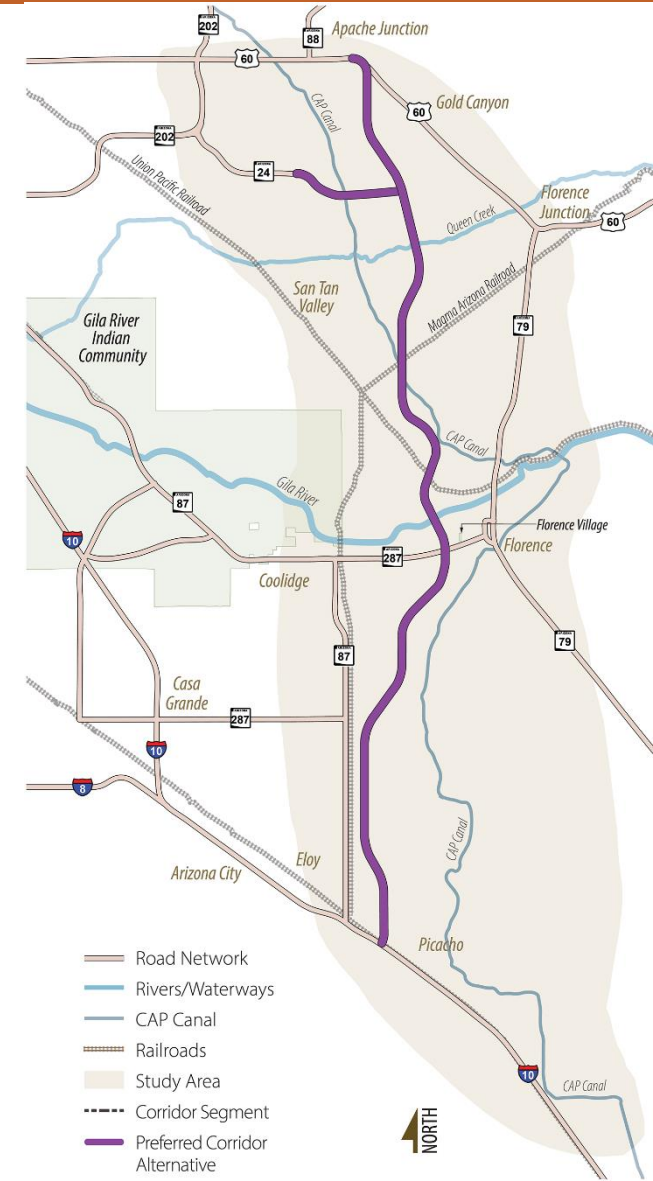 202
88
Apache Junction
60
CAP Canal
60
Gold Canyon
202
Union Pacific Railroad
24
Florence
Junction
60
Queen Creek
San Tan
Valley
Magma Arizona Railroad
Gila River
Indian
Community
79
CAP Canal
Gila River
87
10
287
Florence Village
Florence
Coolidge
79
87
Casa
Grande
287
10
8
CAP Canal
Eloy
Arizona City
Picacho
Road Network
Rivers/Waterways
CAP Canal
Railroads
Study Area
Corridor Segment
Preferred Corridor
Alternative
NORTH
10
CAP Canal